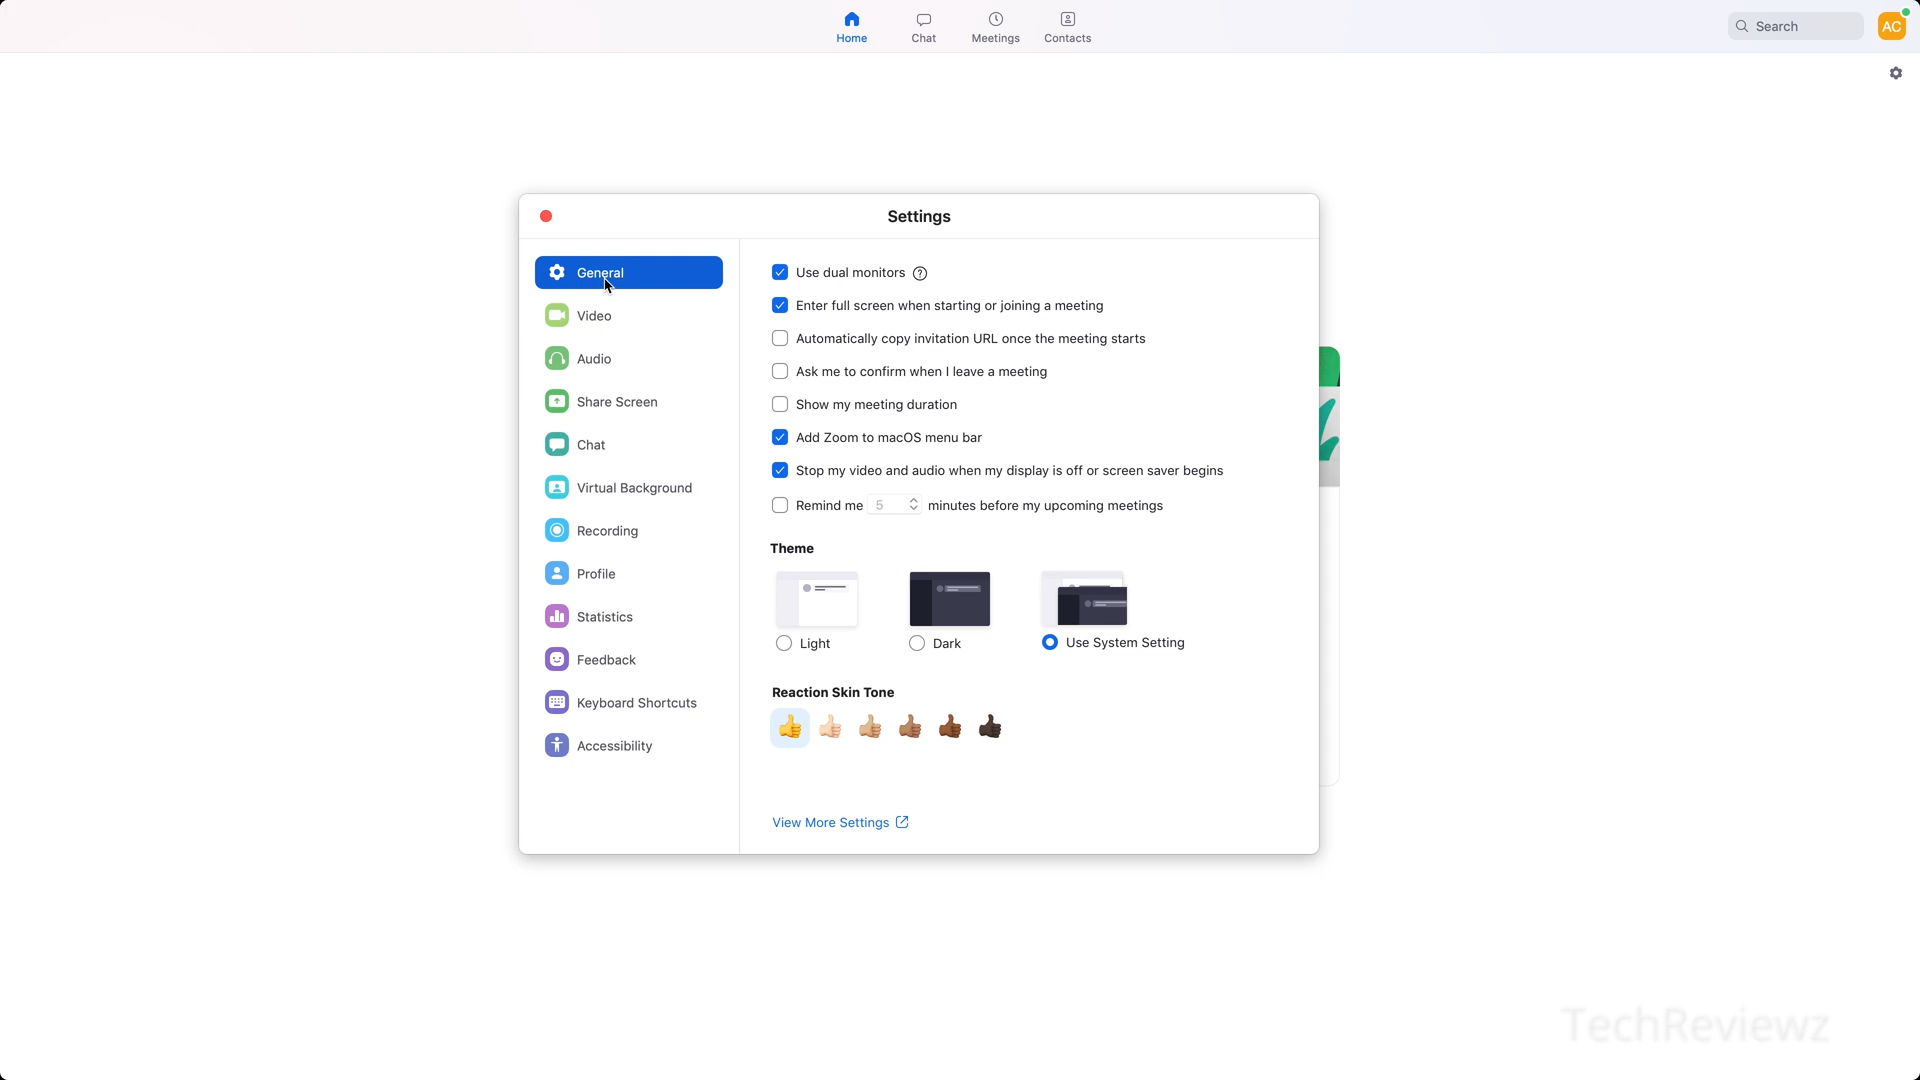 Home
Chat
Meetings
Contacts
Search
AC
Settings
General
Video
Audio
Share Screen
Chat
Virtual Background
Recording
Profile
Statistics
Feedback
Keyboard Shortcuts
Accessibility
Use dual monitors ?
Enter full screen when starting or joining a meeting
Automatically copy invitation URL once the meeting starts
Ask me to confirm when I leave a meeting
Show my meeting duration
Add Zoom to macOS menu bar
Stop my video and audio when my display is off or screen saver begins
Remind me 5 minutes before my upcoming meetings
Theme
Light
Dark
Use System Setting
Reaction Skin Tone
View More Settings
TechReviewz